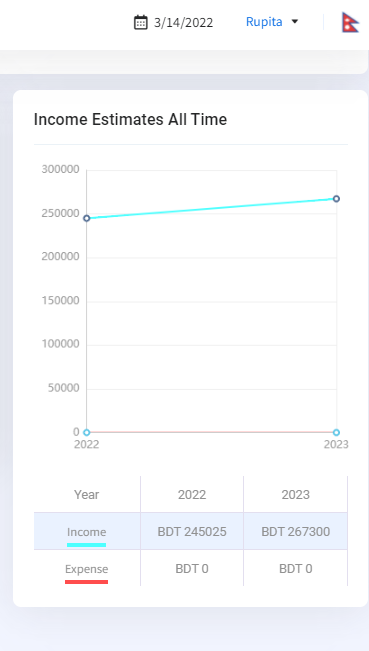 3/14/2022 Rupita
Income Estimates All Time
300000
250000
200000
150000
100000
50000
0
2022 2023
Year 2022 2023
Income BDT 245025 BDT 267300
Expense BDT 0 BDT 0